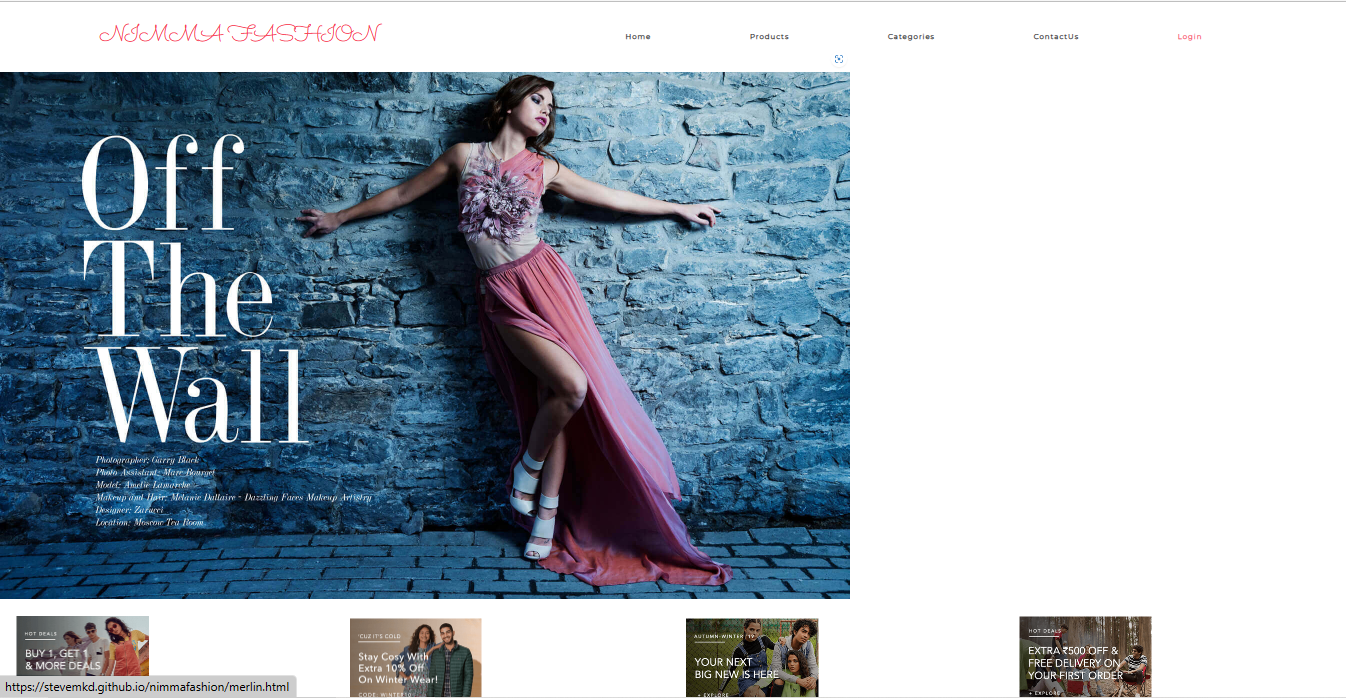 NIMMA FASHION
Home
Products
Categories
ContactUs
Login
Off
The
Wall
Photographer: Garry Black
Photo Assistant: Marc Bourget
Model: Amelie Lamarche
Makeup and Hair: Melanie Dallaire - Dazzling Faces Makeup Artistry
Designer: Zaracci
Location: Moscow Tea Room
HOT DEALS
BUY 1, GET 1
& MORE DEALS
'CUZ IT'S COLD
Stay Cosy With
Extra 10% Off
On Winter Wear!
CODE: WINTER10
AUTUMN-WINTER '19
YOUR NEXT
BIG NEW IS HERE
+ EXPLORE
HOT DEALS
EXTRA ₹500 OFF &
FREE DELIVERY ON
YOUR FIRST ORDER
+ EXPLORE
https://stevemkd.github.io/nimmafashion/merlin.html